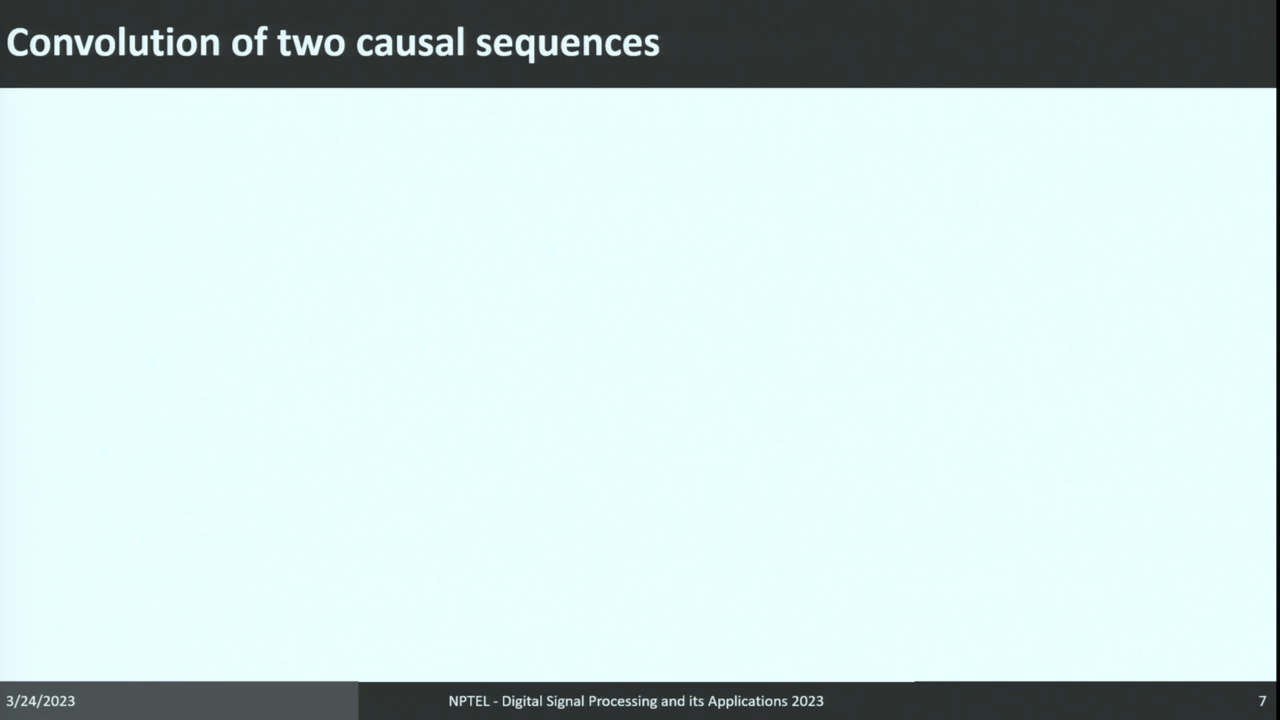 Convolution of two causal sequences
3/24/2023
NPTEL - Digital Signal Processing and its Applications 2023
7